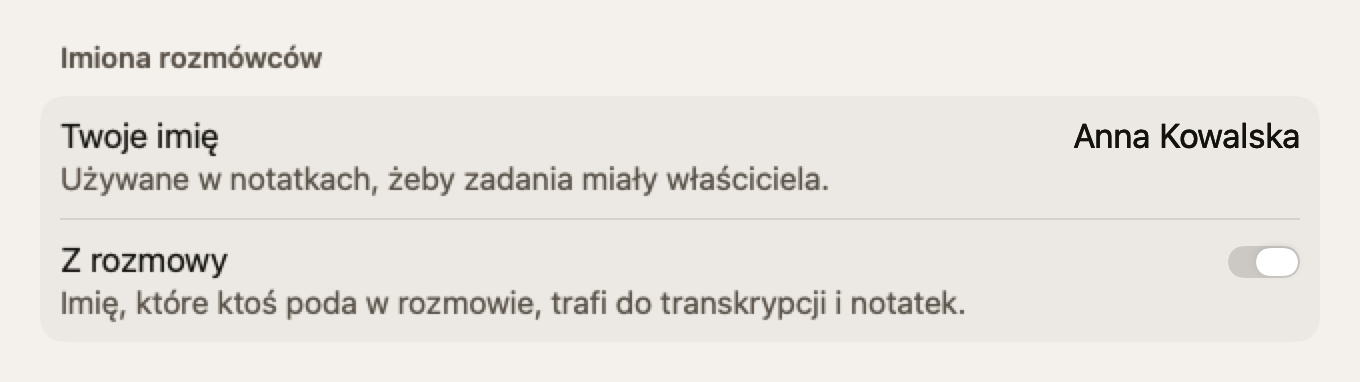 Imiona rozmówców
Twoje imię
Anna Kowalska
Używane w notatkach, żeby zadania miały właściciela.
Z rozmowy
Imię, które ktoś poda w rozmowie, trafi do transkrypcji i notatek.